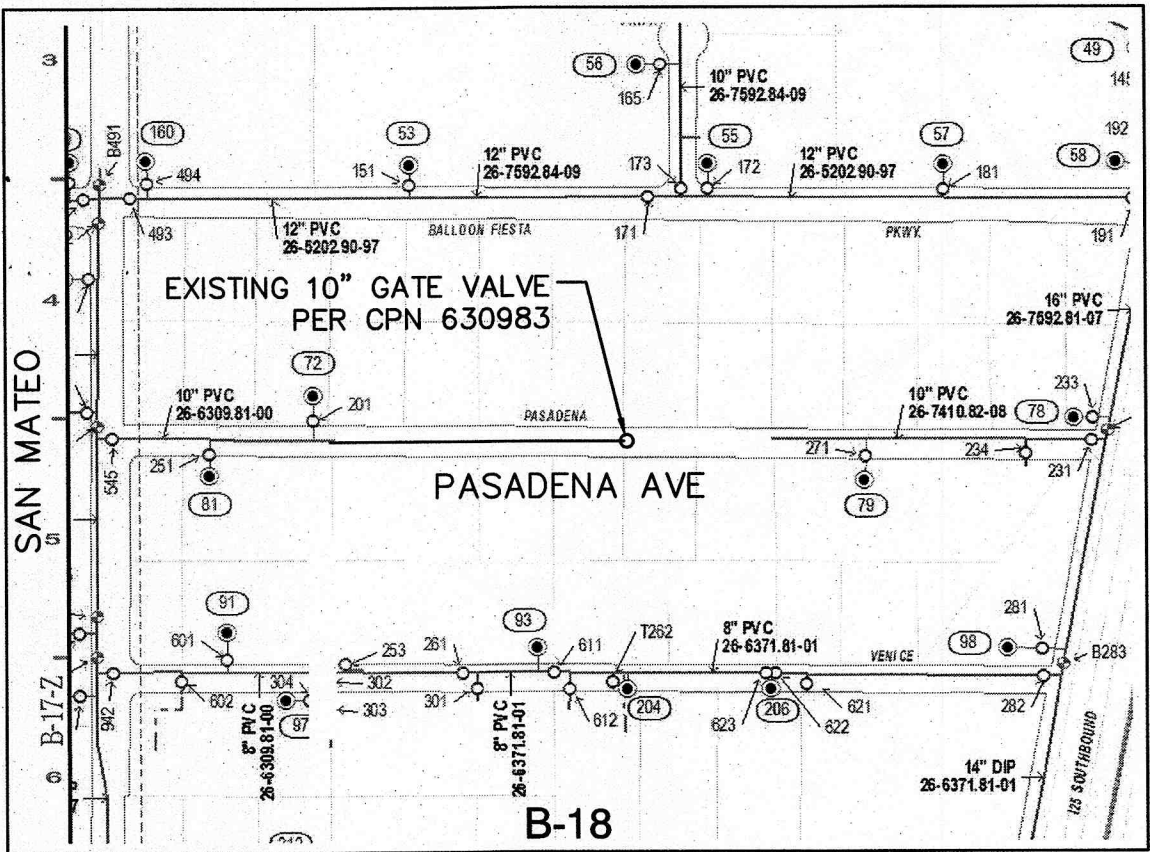 3
56
165
10" PVC
26-7592.84-09
49
145
192
B491
160
494
53
151
12" PVC
26-7592.84-09
173
55
172
12" PVC
26-5202.90-97
57
181
58
493
12" PVC
26-5202.90-97
BALLOON FIESTA
171
PKWY.
191
4
EXISTING 10" GATE VALVE
PER CPN 630983
16" PVC
26-7592.81-07
SAN MATEO
72
201
10" PVC
26-6309.81-00
PASADENA
10" PVC
26-7410.82-08
78
233
545
251
81
PASADENA AVE
271
79
234
231
5
91
601
253
261
93
611
T262
8" PVC
26-6371.81-01
VENICE
281
98
B283
B-17-Z
942
602
304
302
97
303
8" PVC
26-6309.81-00
301
8" PVC
26-6371.81-01
612
204
623
206
622
621
282
6
14" DIP
26-6371.81-01
I25 SOUTHBOUND
B-18